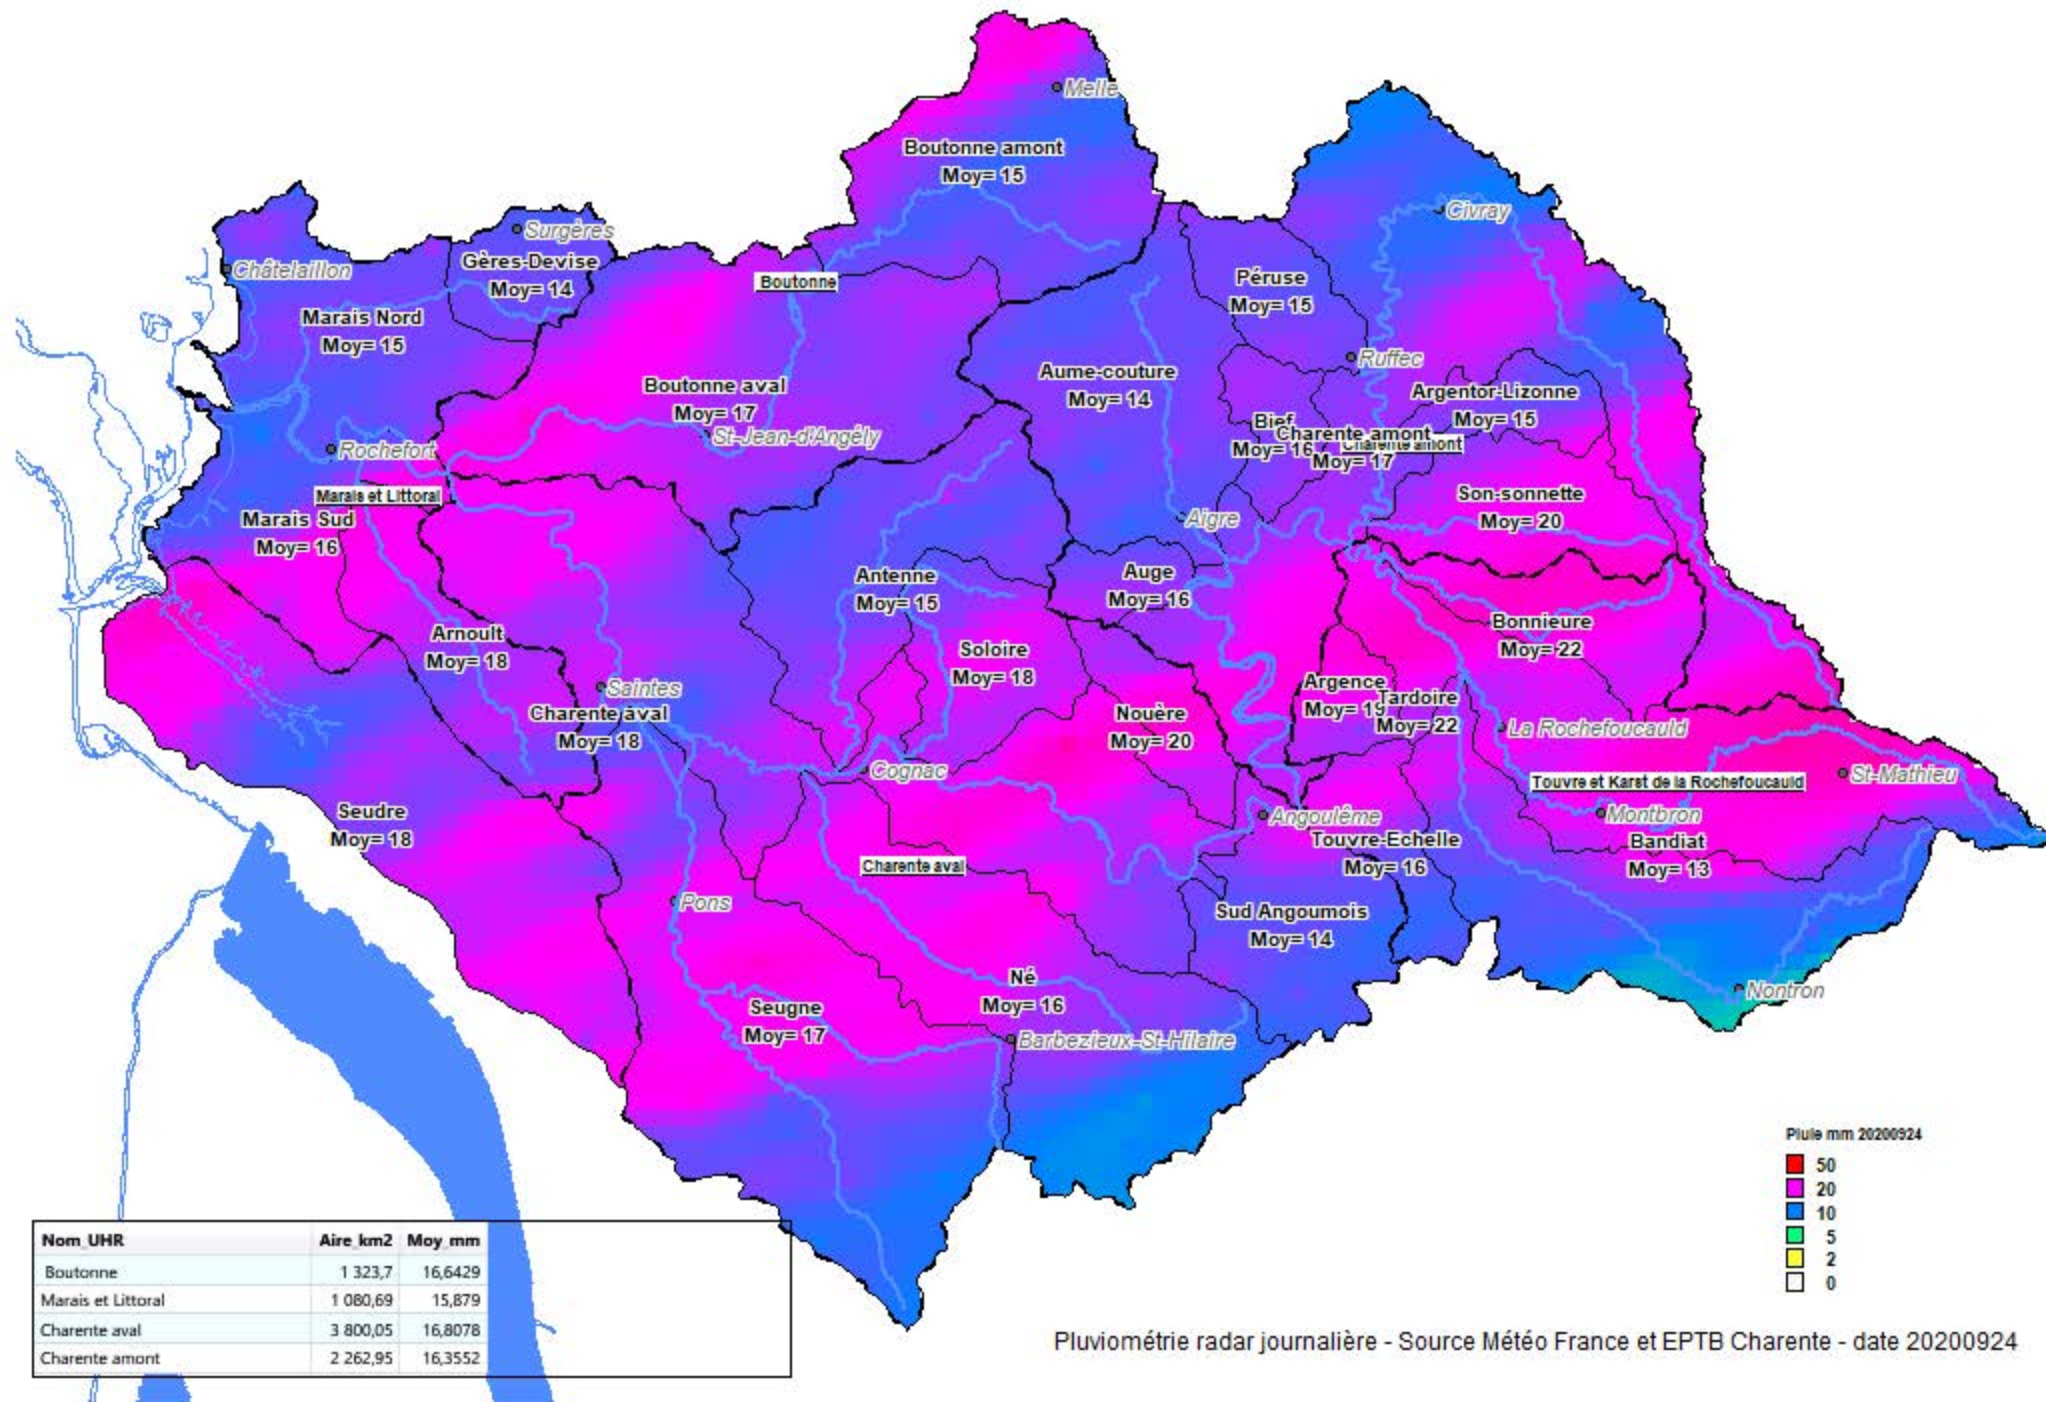 Melle
Boutonne amont
Moy= 15
Civray
Surgères
Gères-Devise
Moy= 14
Châtelaillon
Boutonne
Péruse
Moy= 15
Marais Nord
Moy= 15
Ruffec
Boutonne aval
Moy= 17
Aume-couture
Moy= 14
Argentor-Lizonne
Moy= 15
St-Jean-d'Angély
Bief
Moy= 16
Charente amont
Moy= 17
Charente amont
Rochefort
Marais et Littoral
Son-sonnette
Moy= 20
Marais Sud
Moy= 16
Aigre
Antenne
Moy= 15
Auge
Moy= 16
Arnoult
Moy= 18
Bonnieure
Moy= 22
Soloire
Moy= 18
Saintes
Argence
Moy= 19
Tardoire
Moy= 22
Charente aval
Moy= 18
Nouère
Moy= 20
La Rochefoucauld
Cognac
Touvre et Karst de la Rochefoucauld
St-Mathieu
Seudre
Moy= 18
Angoulême
Montbron
Touvre-Echelle
Moy= 16
Bandiat
Moy= 13
Charente aval
Pons
Sud Angoumois
Moy= 14
Né
Moy= 16
Nontron
Seugne
Moy= 17
Barbezieux-St-Hilaire
Pluie mm 20200924
50
20
10
5
2
0
Nom_UHR Aire_km2 Moy_mm
Boutonne 1 323,7 16,6429
Marais et Littoral 1 080,69 15,879
Charente aval 3 800,05 16,8078
Charente amont 2 262,95 16,3552
Pluviométrie radar journalière - Source Météo France et EPTB Charente - date 20200924